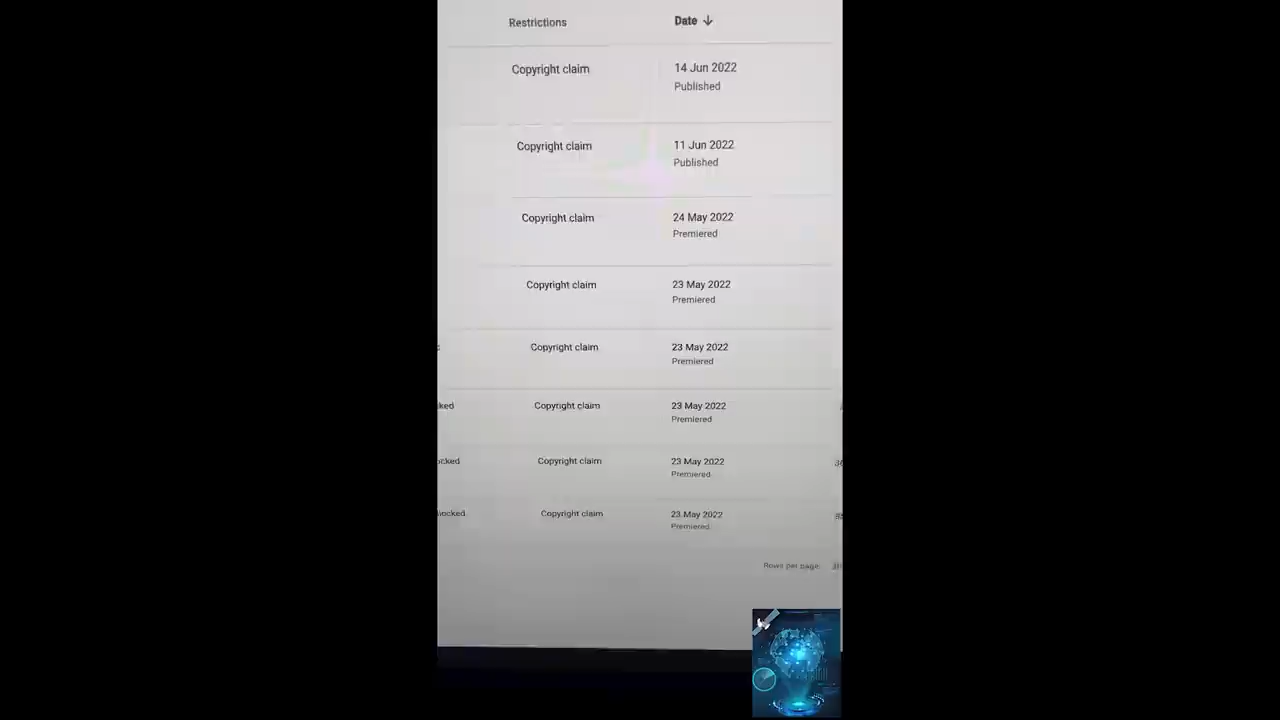 Restrictions Date ↓
Copyright claim 14 Jun 2022
Published
Copyright claim 11 Jun 2022
Published
Copyright claim 24 May 2022
Premiered
Copyright claim 23 May 2022
Premiered
Copyright claim 23 May 2022
Premiered
Copyright claim 23 May 2022
Premiered
Copyright claim 23 May 2022
Premiered
Copyright claim 23 May 2022
Premiered
Rows per page: